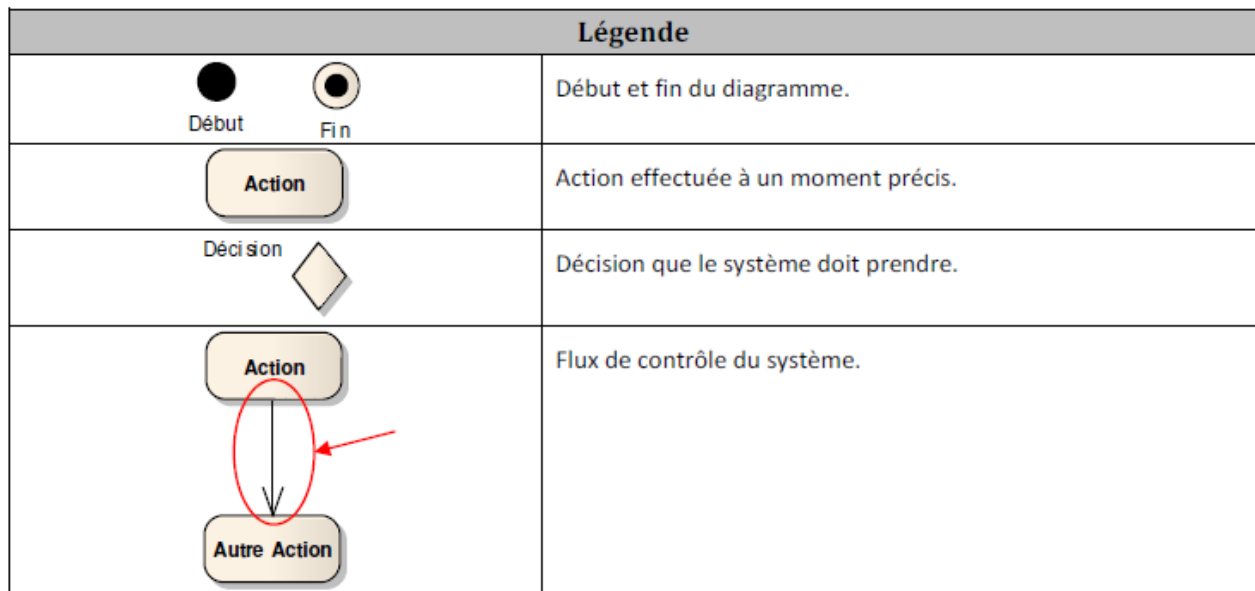 Légende
Début
Fin
Début et fin du diagramme.
Action
Action effectuée à un moment précis.
Décision
Décision que le système doit prendre.
Action
Flux de contrôle du système.
Autre Action